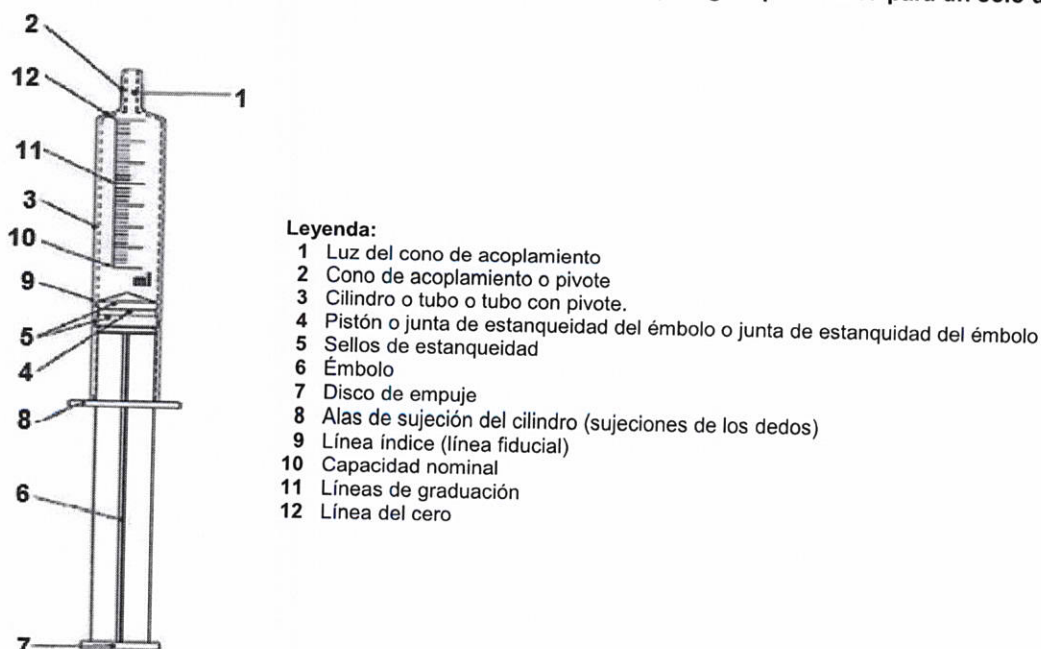 para un solo
2
12
1
11
3
10
9
5
4
8
6
7
ml
Leyenda:
1 Luz del cono de acoplamiento
2 Cono de acoplamiento o pivote
3 Cilindro o tubo o tubo con pivote.
4 Pistón o junta de estanqueidad del émbolo o junta de estanquidad del émbolo
5 Sellos de estanqueidad
6 Émbolo
7 Disco de empuje
8 Alas de sujeción del cilindro (sujeciones de los dedos)
9 Línea índice (línea fiducial)
10 Capacidad nominal
11 Líneas de graduación
12 Línea del cero